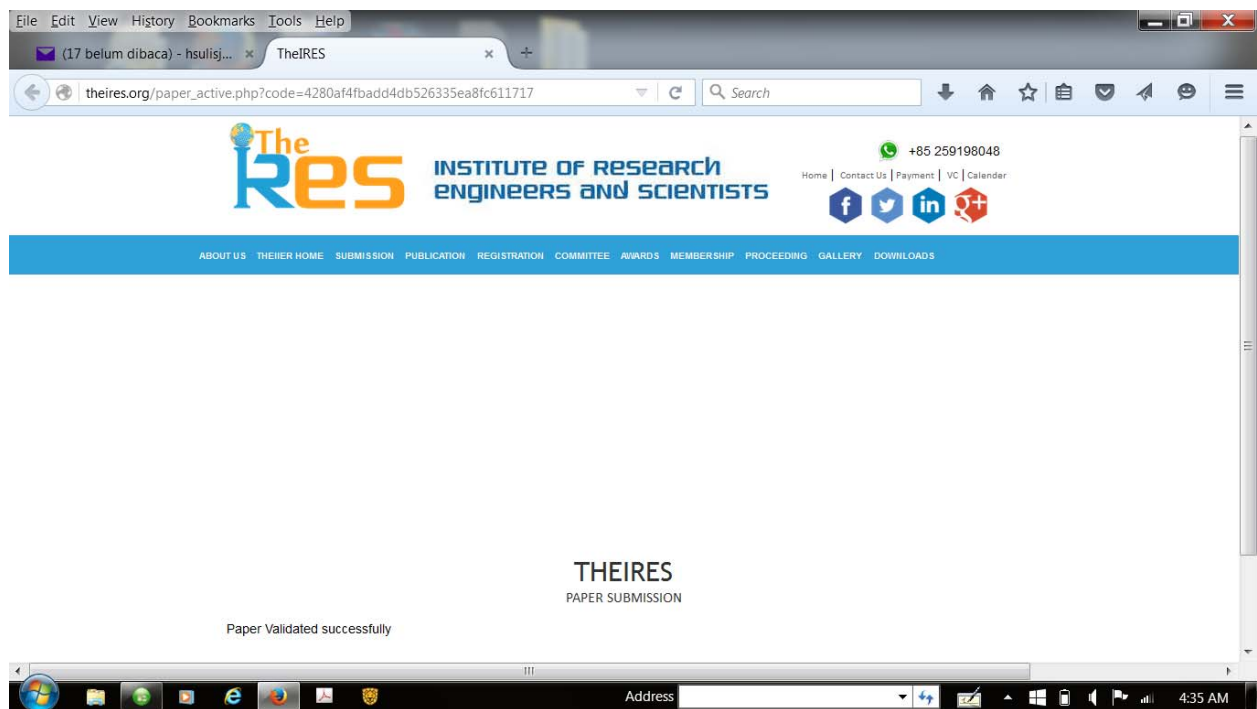 File Edit View History Bookmarks Tools Help
(17 belum dibaca) - hsulisj... × TheIRES × +
theires.org/paper_active.php?code=4280af4fbadd4db526335ea8fc611717 Search
The IRes
INSTITUTE OF RESEARCH
ENGINEERS AND SCIENTISTS
+85 259198048
Home | Contact Us | Payment | VC | Calender
f in g+
ABOUT US THEIIER HOME SUBMISSION PUBLICATION REGISTRATION COMMITTEE AWARDS MEMBERSHIP PROCEEDING GALLERY DOWNLOADS
THEIRES
PAPER SUBMISSION
Paper Validated successfully
Address 4:35 AM